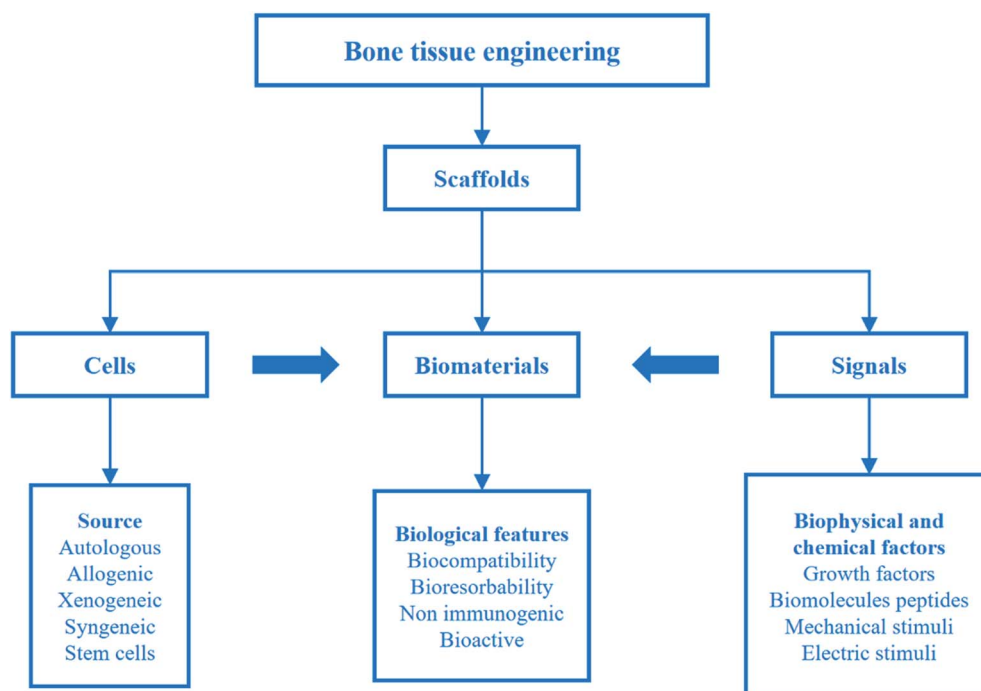 Bone tissue engineering
Scaffolds
Cells
Biomaterials
Signals
Source
Autologous
Allogenic
Xenogeneic
Syngeneic
Stem cells
Biological features
Biocompatibility
Bioresorbability
Non immunogenic
Bioactive
Biophysical and
chemical factors
Growth factors
Biomolecules peptides
Mechanical stimuli
Electric stimuli